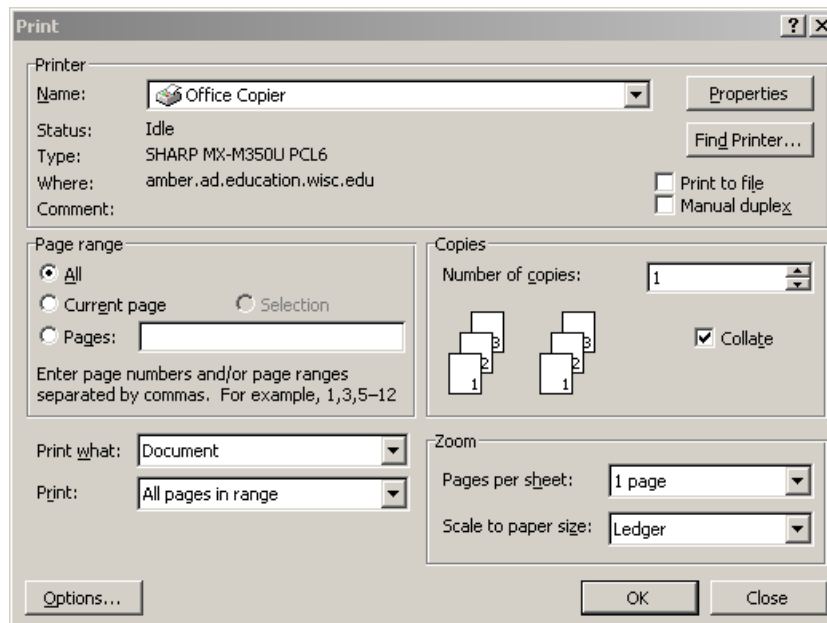 Print
Printer
Name: Office Copier Properties
Status: Idle
Find Printer...
Type: SHARP MX-M350U PCL6
Where: amber.ad.education.wisc.edu
Print to file
Comment:
Manual duplex
Page range
All
Current page Selection
Pages:
Enter page numbers and/or page ranges
separated by commas. For example, 1,3,5–12
Copies
Number of copies: 1
3 3
2 2
1 1
Collate
Print what: Document
Print: All pages in range
Zoom
Pages per sheet: 1 page
Scale to paper size: Ledger
Options... OK Close